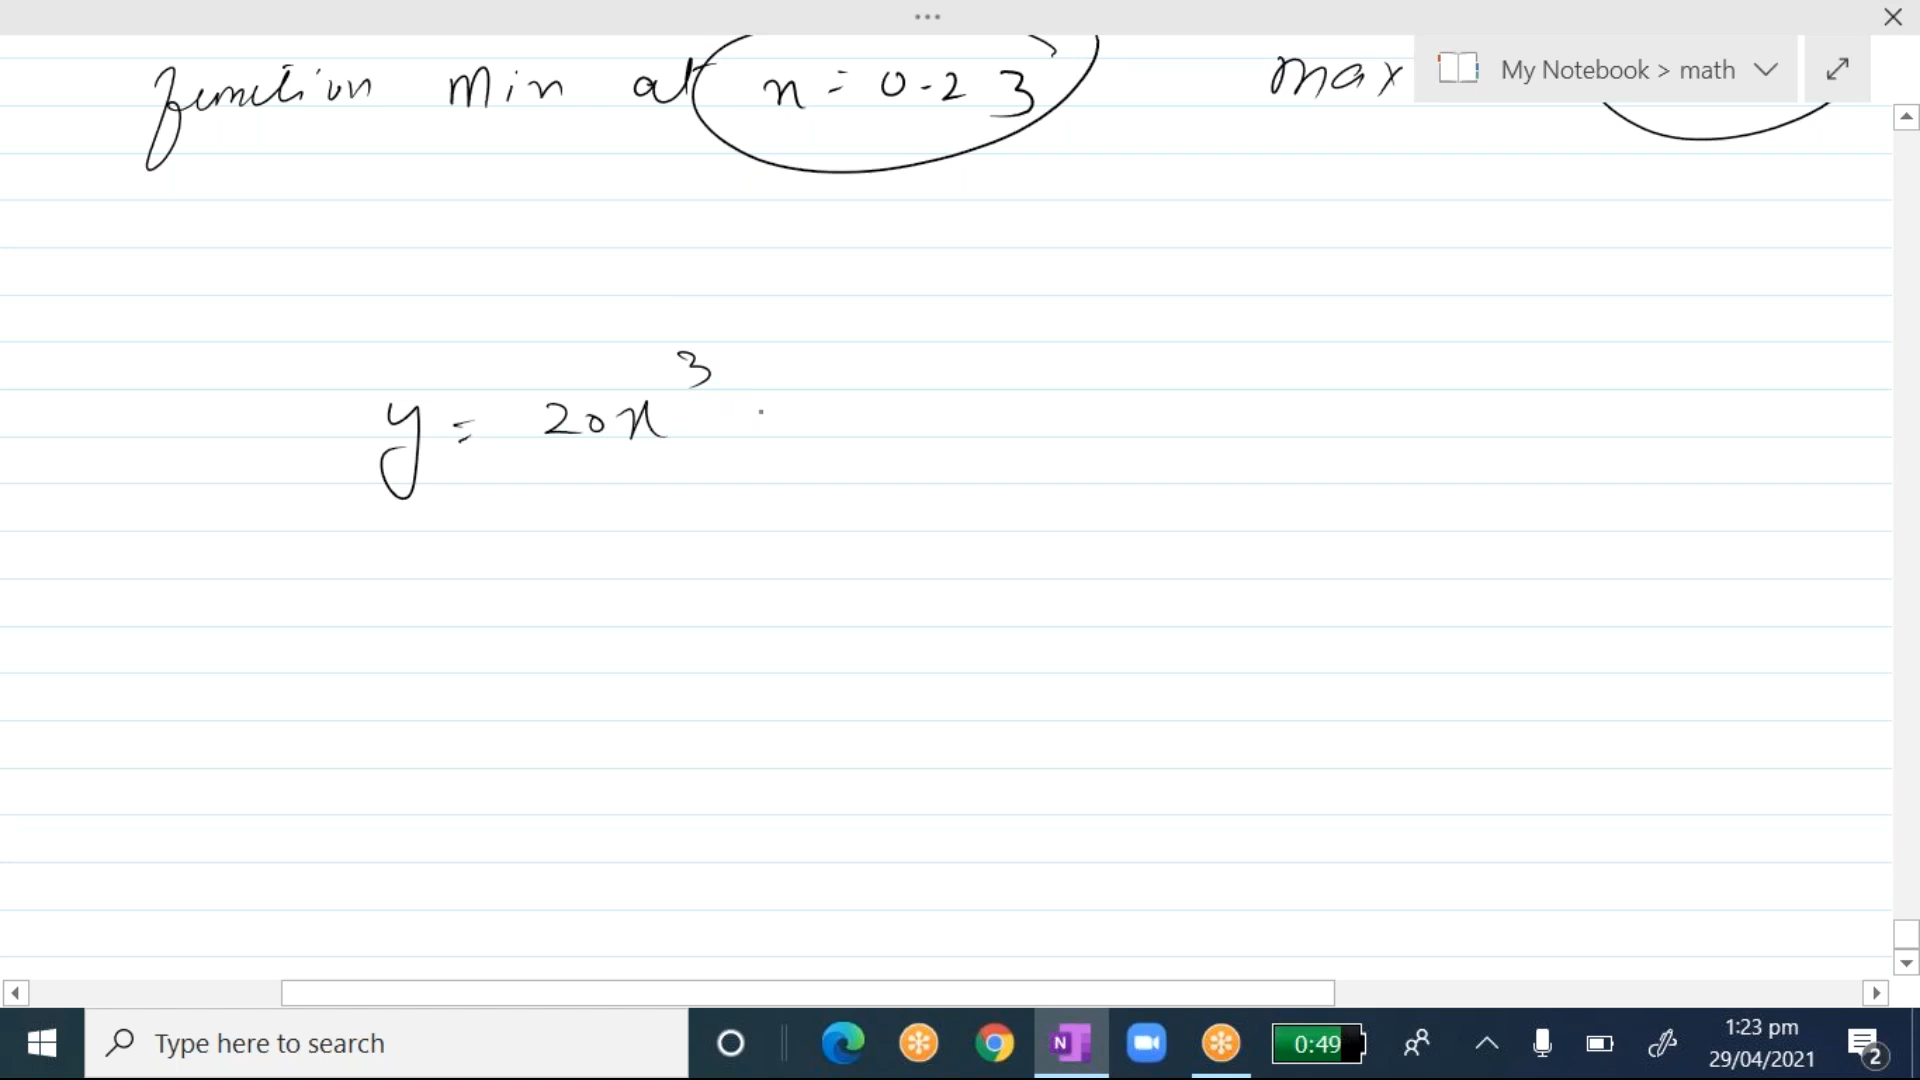 ...
function min at x = 0.23 max
My Notebook > math
y = 20x³
Type here to search
N
0:49
1:23 pm
29/04/2021
2